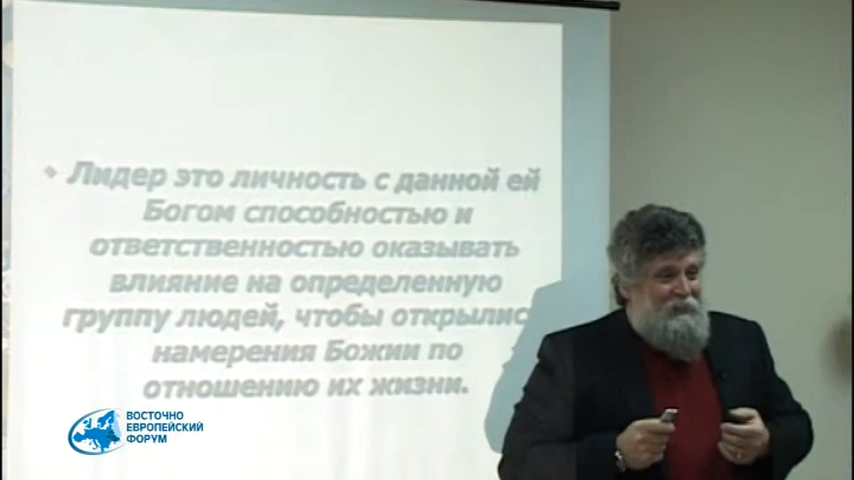 Лидер это личность с данной ей
Богом способностью и
ответственностью оказывать
влияние на определенную
группу людей, чтобы открылис
намерения Божии по
отношению их жизни.
ВОСТОЧНО
ЕВРОПЕЙСКИЙ
ФОРУМ